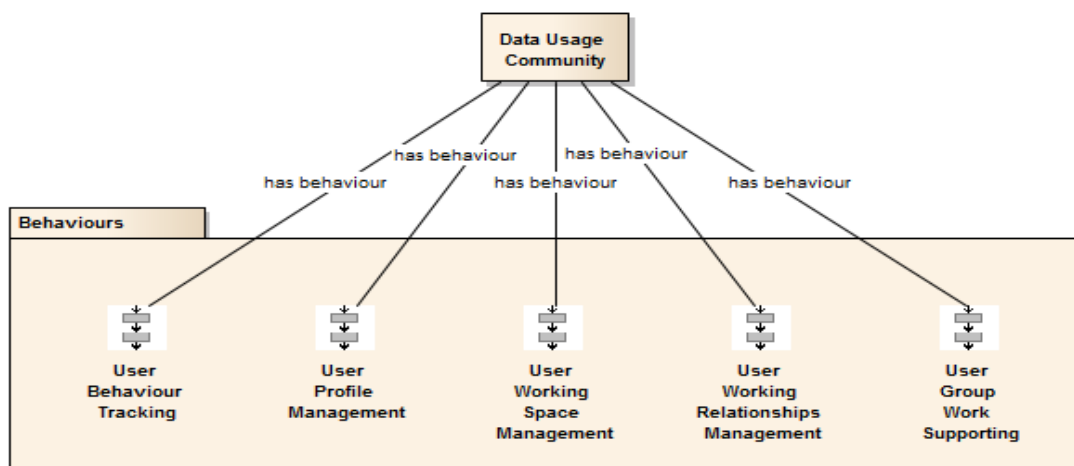 Data Usage
Community
has behaviour
has behaviour
has behaviour
has behaviour
has behaviour
Behaviours
User
Behaviour
Tracking
User
Profile
Management
User
Working
Space
Management
User
Working
Relationships
Management
User
Group
Work
Supporting